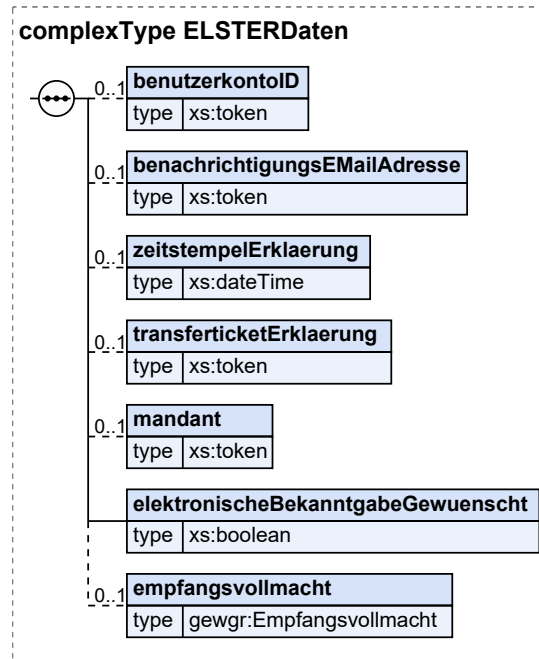 complexType ELSTERDaten
0..1 benutzerkontoID
type xs:token
0..1 benachrichtigungsEMailAdresse
type xs:token
0..1 zeitstempelErklaerung
type xs:dateTime
0..1 transferticketErklaerung
type xs:token
0..1 mandant
type xs:token
elektronischeBekanntgabeGewuenscht
type xs:boolean
0..1 empfangsvollmacht
type gewgr:Empfangsvollmacht